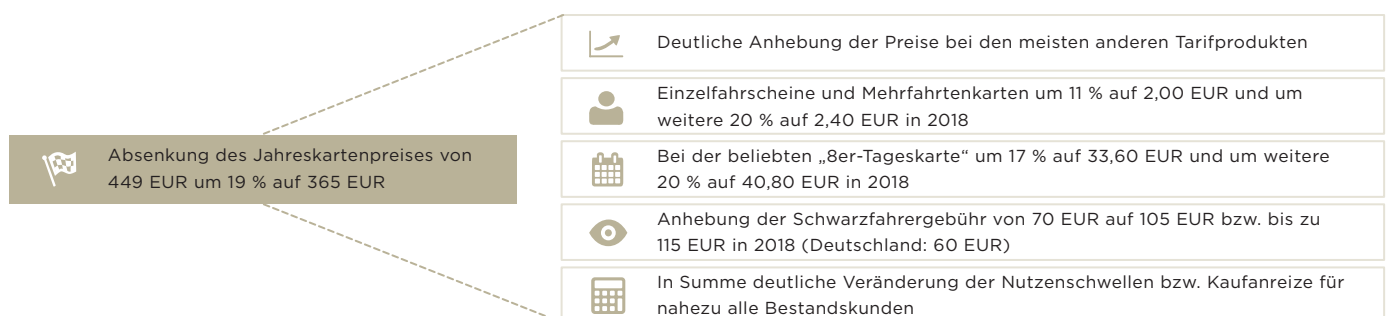 Deutliche Anhebung der Preise bei den meisten anderen Tarifprodukten
Einzelfahrscheine und Mehrfahrtenkarten um 11 % auf 2,00 EUR und um
weitere 20 % auf 2,40 EUR in 2018
Absenkung des Jahreskartenpreises von
449 EUR um 19 % auf 365 EUR
Bei der beliebten „8er-Tageskarte“ um 17 % auf 33,60 EUR und um weitere
20 % auf 40,80 EUR in 2018
Anhebung der Schwarzfahrergebühr von 70 EUR auf 105 EUR bzw. bis zu
115 EUR in 2018 (Deutschland: 60 EUR)
In Summe deutliche Veränderung der Nutzenschwellen bzw. Kaufanreize für
nahezu alle Bestandskunden